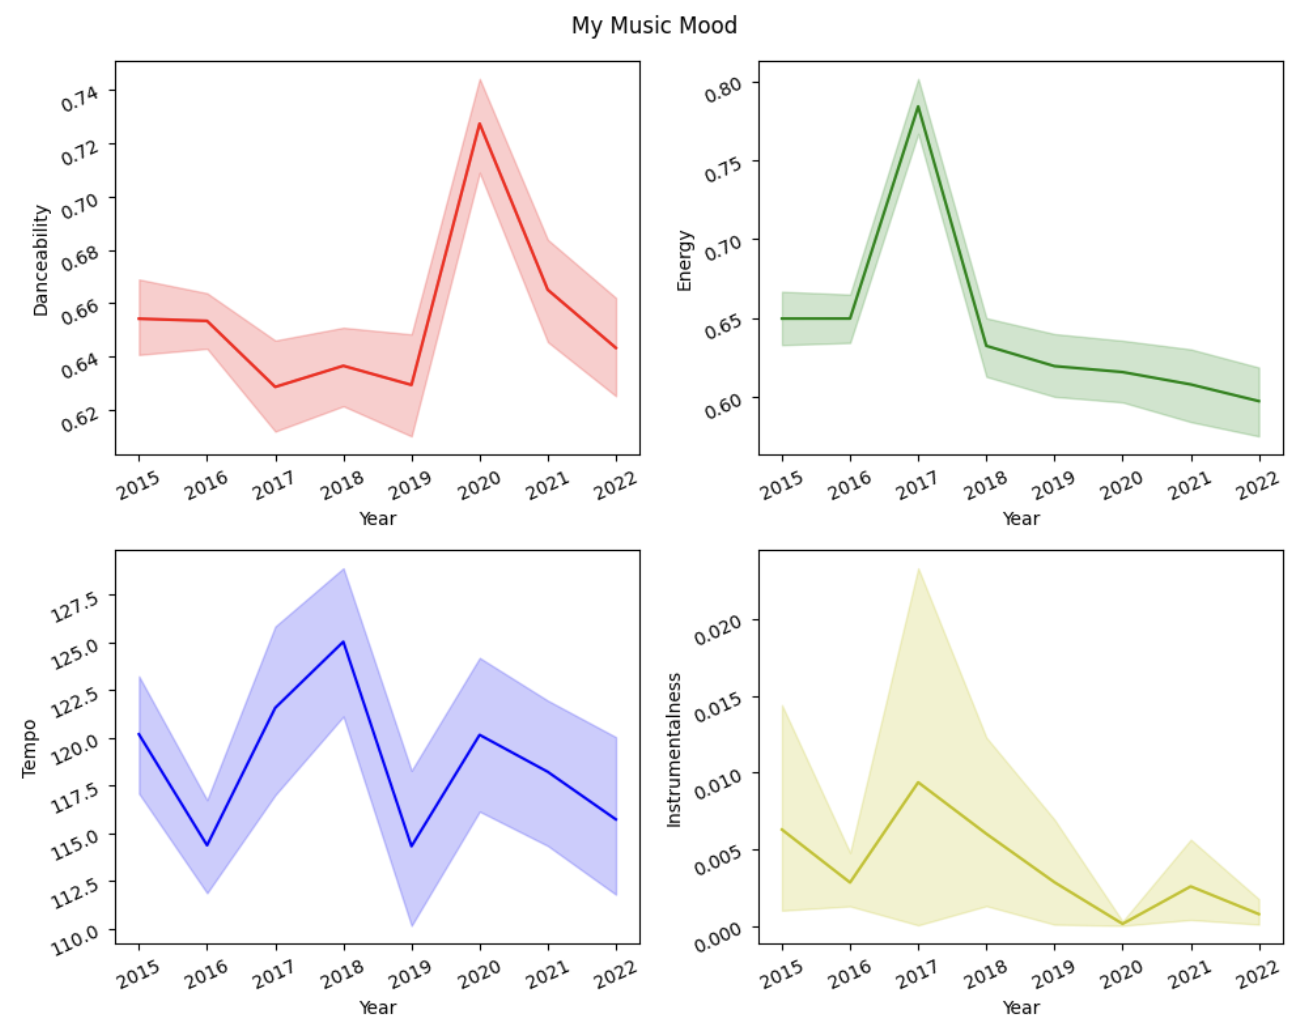 My Music Mood
Danceability
0.74
0.72
0.70
0.68
0.66
0.64
0.62
2015 2016 2017 2018 2019 2020 2021 2022
Year
Energy
0.80
0.75
0.70
0.65
0.60
2015 2016 2017 2018 2019 2020 2021 2022
Year
Tempo
127.5
125.0
122.5
120.0
117.5
115.0
112.5
110.0
2015 2016 2017 2018 2019 2020 2021 2022
Year
Instrumentalness
0.020
0.015
0.010
0.005
0.000
2015 2016 2017 2018 2019 2020 2021 2022
Year